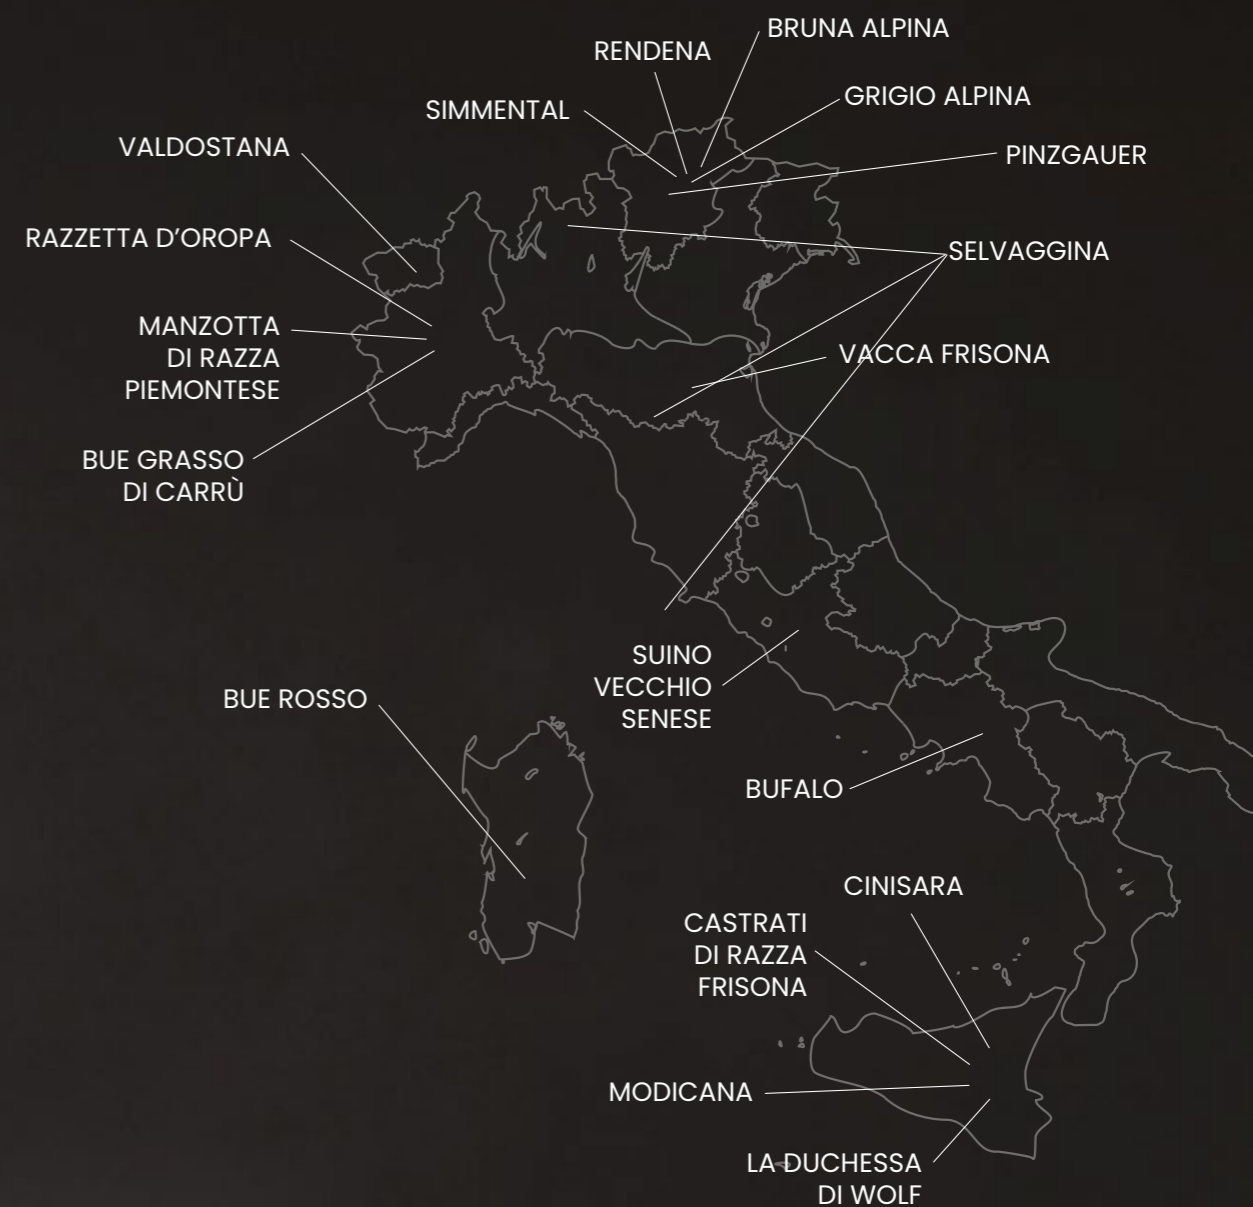 BRUNA ALPINA
RENDENA
GRIGIO ALPINA
SIMMENTAL
VALDOSTANA
PINZGAUER
RAZZETTA D’OROPA
SELVAGGINA
MANZOTTA
DI RAZZA
PIEMONTESE
VACCA FRISONA
BUE GRASSO
DI CARRÙ
SUINO
VECCHIO
SENESE
BUE ROSSO
BUFALO
CINISARA
CASTRATI
DI RAZZA
FRISONA
MODICANA
LA DUCHESSA
DI WOLF